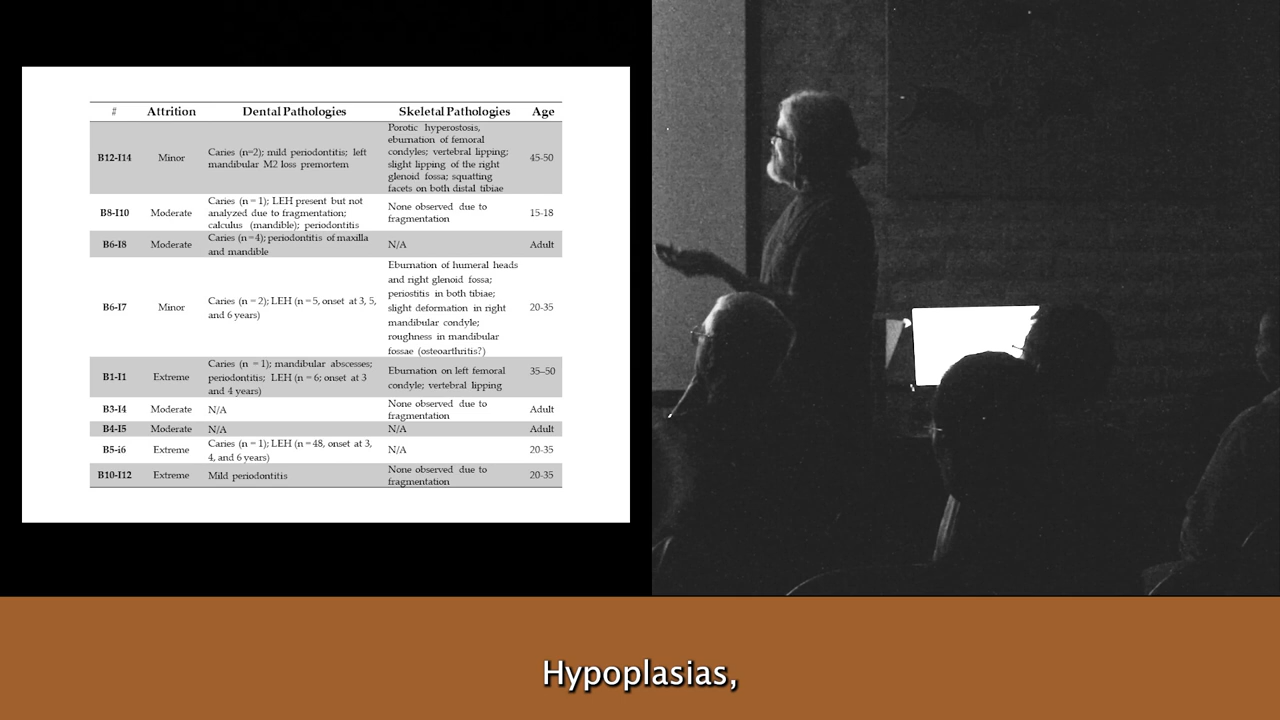 # Attrition Dental Pathologies Skeletal Pathologies Age
B12-I14 Minor Caries (n=2); mild periodontitis; left
mandibular M2 loss premortem
Porotic hyperostosis,
eburnation of femoral
condyles; vertebral lipping;
slight lipping of the right
glenoid fossa; squatting
facets on both distal tibiae
45-50
B8-I10 Moderate Caries (n = 1); LEH present but not
analyzed due to fragmentation;
calculus (mandible); periodontitis
None observed due to
fragmentation
15-18
B6-I8 Moderate Caries (n=4); periodontitis of maxilla
and mandible
N/A
Adult
B6-I7 Minor Caries (n = 2); LEH (n = 5, onset at 3, 5,
and 6 years)
Eburnation of humeral heads
and right glenoid fossa;
periostitis in both tibiae;
slight deformation in right
mandibular condyle;
roughness in mandibular
fossae (osteoarthritis?)
20-35
B1-I1 Extreme Caries (n = 1); mandibular abscesses;
periodontitis; LEH (n = 6; onset at 3
and 4 years)
Eburnation on left femoral
condyle; vertebral lipping
35–50
B3-I4 Moderate N/A
None observed due to
fragmentation
Adult
B4-I5 Moderate N/A N/A Adult
B5-i6 Extreme Caries (n = 1); LEH (n = 48, onset at 3,
4, and 6 years)
N/A
20-35
B10-I12 Extreme Mild periodontitis
None observed due to
fragmentation
20-35
Hypoplasias,